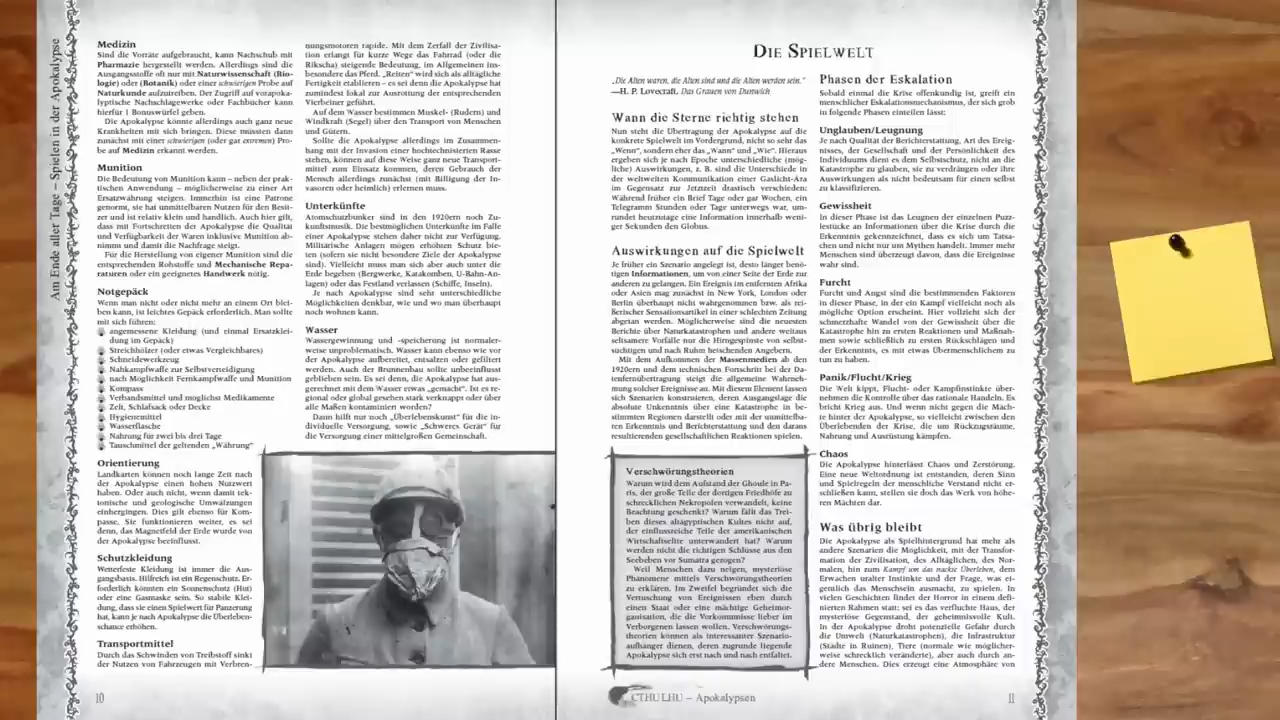 Am Ende aller Tage – Spielen in der Apokalypse
Medizin
Sind die Vorräte aufgebraucht, kann Nachschub mit
Pharmazie hergestellt werden. Allerdings sind die
Ausgangsstoffe oft nur mit Naturwissenschaft (Bio-
logie) oder (Botanik) oder einer schwierigen Probe auf
Naturkunde aufzutreiben. Der Zugriff auf vorapoka-
lyptische Nachschlagewerke oder Fachbücher kann
hierfür 1 Bonuswürfel geben.
Die Apokalypse könnte allerdings auch ganz neue
Krankheiten mit sich bringen. Diese müssten dann
zunächst mit einer schwierigen (oder gar extremen) Pro-
be auf Medizin erkannt werden.
Munition
Die Bedeutung von Munition kann – neben der prak-
tischen Anwendung – möglicherweise zu einer Art
Ersatzwährung steigen. Immerhin ist eine Patrone
genormt, sie hat unmittelbaren Nutzen für den Besit-
zer und ist relativ klein und handlich. Auch hier gilt,
dass mit Fortschreiten der Apokalypse die Qualität
und Verfügbarkeit der Waren inklusive Munition ab-
nimmt und damit die Nachfrage steigt.
Für die Herstellung von eigener Munition sind die
entsprechenden Rohstoffe und Mechanische Repa-
raturen oder ein geeignetes Handwerk nötig.
Notgepäck
Wenn man nicht oder nicht mehr an einem Ort blei-
ben kann, ist leichtes Gepäck erforderlich. Man sollte
mit sich führen:
angemessene Kleidung (und einmal Ersatzklei-
dung im Gepäck)
Streichhölzer (oder etwas Vergleichbares)
Schneidewerkzeug
Nahkampfwaffe zur Selbstverteidigung
nach Möglichkeit Fernkampfwaffe und Munition
Kompass
Verbandsmittel und möglichst Medikamente
Zelt, Schlafsack oder Decke
Hygienemittel
Wasserflasche
Nahrung für zwei bis drei Tage
Tauschmittel der geltenden „Währung“
Orientierung
Landkarten können noch lange Zeit nach
der Apokalypse einen hohen Nutzwert
haben. Oder auch nicht, wenn damit tek-
tonische und geologische Umwälzungen
einhergingen. Dies gilt ebenso für Kom-
passe. Sie funktionieren weiter, es sei
denn, das Magnetfeld der Erde wurde von
der Apokalypse beeinflusst.
Schutzkleidung
Wetterfeste Kleidung ist immer die Aus-
gangsbasis. Hilfreich ist ein Regenschutz. Er-
forderlich könnten ein Sonnenschutz (Hut)
oder eine Gasmaske sein. So stabile Klei-
dung, dass sie einen Spielwert für Panzerung
hat, kann je nach Apokalypse die Überleben-
schance erhöhen.
Transportmittel
Durch das Schwinden von Treibstoff sinkt
der Nutzen von Fahrzeugen mit Verbren-
nungsmotoren rapide. Mit dem Zerfall der Zivilisa-
tion erlangt für kurze Wege das Fahrrad (oder die
Rikscha) steigende Bedeutung, im Allgemeinen ins-
besondere das Pferd. „Reiten“ wird sich als alltägliche
Fertigkeit etablieren – es sei denn die Apokalypse hat
zumindest lokal zur Ausrottung der entsprechenden
Vierbeiner geführt.
Auf dem Wasser bestimmen Muskel- (Rudern) und
Windkraft (Segel) über den Transport von Menschen
und Gütern.
Sollte die Apokalypse allerdings im Zusammen-
hang mit der Invasion einer hochtechnisierten Rasse
stehen, können auf diese Weise ganz neue Transport-
mittel zum Einsatz kommen, deren Gebrauch der
Mensch allerdings zunächst (mit Billigung der In-
vasoren oder heimlich) erlernen muss.
Unterkünfte
Atomschutzbunker sind in den 1920ern noch Zu-
kunftsmusik. Die bestmöglichen Unterkünfte im Falle
einer Apokalypse stehen daher nicht zur Verfügung.
Militärische Anlagen mögen erhöhten Schutz bie-
ten (sofern sie nicht besondere Ziele der Apokalypse
sind). Vielleicht muss man sich aber auch unter die
Erde begeben (Bergwerke, Katakomben, U-Bahn-An-
lagen) oder das Festland verlassen (Schiffe, Inseln).
Je nach Apokalypse sind sehr unterschiedliche
Möglichkeiten denkbar, wie und wo man überhaupt
noch wohnen kann.
Wasser
Wassergewinnung und -speicherung ist normaler-
weise unproblematisch. Wasser kann ebenso wie vor
der Apokalypse aufbereitet, entsalzen oder gefiltert
werden. Auch der Brunnenbau sollte unbeeinflusst
geblieben sein. Es sei denn, die Apokalypse hat aus-
gerechnet mit dem Wasser etwas „gemacht“. Ist es re-
gional oder global gesehen stark verknappt oder über
alle Maßen kontaminiert worden?
Dann hilft nur noch „Überlebenskunst“ für die in-
dividuelle Versorgung, sowie „Schweres Gerät“ für
die Versorgung einer mittelgroßen Gemeinschaft.
10
Die Spielwelt
„Die Alten waren, die Alten sind und die Alten werden sein.“
—H. P. Lovecraft, Das Grauen von Dunwich
Wann die Sterne richtig stehen
Nun steht die Übertragung der Apokalypse auf die
konkrete Spielwelt im Vordergrund, nicht so sehr das
„Wenn“, sondern eher das „Wann“ und „Wie“. Hieraus
ergeben sich je nach Epoche unterschiedliche (mög-
liche) Auswirkungen, z. B. sind die Unterschiede in
der weltweiten Kommunikation einer Gaslicht-Ära
im Gegensatz zur Jetztzeit drastisch verschieden:
Während früher ein Brief Tage oder gar Wochen, ein
Telegramm Stunden oder Tage unterwegs war, um-
rundet heutzutage eine Information innerhalb weni-
ger Sekunden den Globus.
Auswirkungen auf die Spielwelt
Je früher ein Szenario angelegt ist, desto länger benö-
tigen Informationen, um von einer Seite der Erde zur
anderen zu gelangen. Ein Ereignis im entfernten Afrika
oder Asien mag zunächst in New York, London oder
Berlin überhaupt nicht wahrgenommen bzw. als rei-
ßerischer Sensationsartikel in einer schlechten Zeitung
abgetan werden. Möglicherweise sind die neuesten
Berichte über Naturkatastrophen und andere weitaus
seltsamere Vorfälle nur die Hirngespinste von selbst-
süchtigen und nach Ruhm heischenden Angebern.
Mit dem Aufkommen der Massenmedien ab den
1920ern und dem technischen Fortschritt bei der Da-
tenfernübertragung steigt die allgemeine Wahrneh-
mung solcher Ereignisse an. Mit diesem Element lassen
sich Szenarien konstruieren, deren Ausgangslage die
absolute Unkenntnis über eine Katastrophe in be-
stimmten Regionen darstellt oder mit der unmittelba-
ren Erkenntnis und Berichterstattung und den daraus
resultierenden gesellschaftlichen Reaktionen spielen.
Verschwörungstheorien
Warum wird dem Aufstand der Ghoule in Pa-
ris, der große Teile der dortigen Friedhöfe zu
schrecklichen Nekropolen verwandelt, keine
Beachtung geschenkt? Warum fällt das Trei-
ben dieses altägyptischen Kultes nicht auf,
der einflussreiche Teile der amerikanischen
Wirtschaftselite unterwandert hat? Warum
werden nicht die richtigen Schlüsse aus den
Seebeben vor Sumatra gezogen?
Weil Menschen dazu neigen, mysteriöse
Phänomene mittels Verschwörungstheorien
zu erklären. Im Zweifel begründet sich die
Vertuschung von Ereignissen eben durch
einen Staat oder eine mächtige Geheimor-
ganisation, die die Vorkommnisse lieber im
Verborgenen lassen wollen. Verschwörungs-
theorien können als interessanter Szenario-
aufhänger dienen, deren zugrunde liegende
Apokalypse sich erst nach und nach entfaltet.
Phasen der Eskalation
Sobald einmal die Krise offenkundig ist, greift ein
menschlicher Eskalationsmechanismus, der sich grob
in folgende Phasen einteilen lässt:
Unglauben/Leugnung
Je nach Qualität der Berichterstattung, Art des Ereig-
nisses, der Gesellschaft und der Persönlichkeit des
Individuums dient es dem Selbstschutz, nicht an die
Katastrophe zu glauben, sie zu verdrängen oder ihre
Auswirkungen als nicht bedeutsam für einen selbst
zu klassifizieren.
Gewissheit
In dieser Phase ist das Leugnen der einzelnen Puzz-
lestücke an Informationen über die Krise durch die
Erkenntnis gekennzeichnet, dass es sich um Tatsa-
chen und nicht nur um Mythen handelt. Immer mehr
Menschen sind überzeugt davon, dass die Ereignisse
wahr sind.
Furcht
Furcht und Angst sind die bestimmenden Faktoren
in dieser Phase, in der ein Kampf vielleicht noch als
mögliche Option erscheint. Hier vollzieht sich der
schmerzhafte Wandel von der Gewissheit über die
Katastrophe hin zu ersten Reaktionen und Maßnah-
men sowie schließlich zu ersten Rückschlägen und
der Erkenntnis, es mit etwas Übermenschlichem zu
tun zu haben.
Panik/Flucht/Krieg
Die Welt kippt, Flucht- oder Kampfinstinkte über-
nehmen die Kontrolle über das rationale Handeln. Es
bricht Krieg aus. Und wenn nicht gegen die Mäch-
te hinter der Apokalypse, so vielleicht zwischen den
Überlebenden der Krise, die um Rückzugsräume,
Nahrung und Ausrüstung kämpfen.
Chaos
Die Apokalypse hinterlässt Chaos und Zerstörung.
Eine neue Weltordnung ist entstanden, deren Sinn
und Spielregeln der menschliche Verstand nicht er-
schließen kann, stellen sie doch das Werk von höhe-
ren Mächten dar.
Was übrig bleibt
Die Apokalypse als Spielhintergrund hat mehr als
andere Szenarien die Möglichkeit, mit der Transfor-
mation der Zivilisation, des Alltäglichen, des Nor-
malen, hin zum Kampf um das nackte Überleben, dem
Erwachen uralter Instinkte und der Frage, was ei-
gentlich das Menschsein ausmacht, zu spielen. In
vielen Geschichten findet der Horror in einem defi-
nierten Rahmen statt: sei es das verfluchte Haus, der
mysteriöse Gegenstand, der geheimnisvolle Kult.
In der Apokalypse droht potenzielle Gefahr durch
die Umwelt (Naturkatastrophen), die Infrastruktur
(Städte in Ruinen), Tiere (normale wie möglicher-
weise schrecklich veränderte), aber auch durch an-
dere Menschen. Dies erzeugt eine Atmosphäre von
CTHULHU – Apokalypsen
11